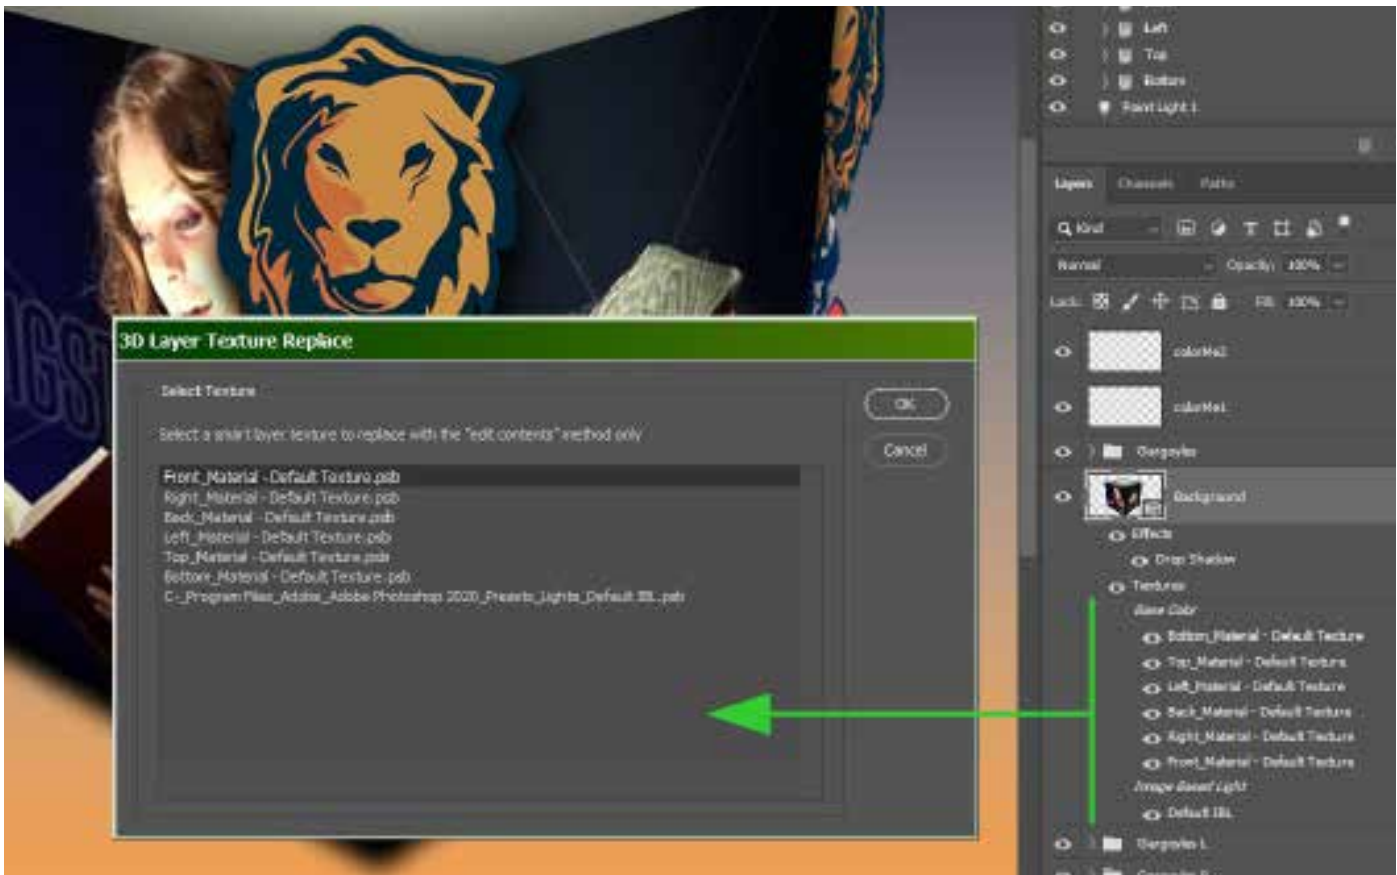 Left
Top
Bottom
Point Light 1
Layers Channels Paths
Kind
Normal Opacity: 100%
Lock: Fill: 100%
colorMe2
colorMe1
Gargoyles
Background
Effects
Drop Shadow
Textures
Base Color
Bottom_Material - Default Texture
Top_Material - Default Texture
Left_Material - Default Texture
Back_Material - Default Texture
Right_Material - Default Texture
Front_Material - Default Texture
Image Based Light
Default IBL
Gargoyles L
3D Layer Texture Replace
Select Texture
Select a smart layer texture to replace with the "edit contents" method only
OK
Cancel
Front_Material - Default Texture.psb
Right_Material - Default Texture.psb
Back_Material - Default Texture.psb
Left_Material - Default Texture.psb
Top_Material - Default Texture.psb
Bottom_Material - Default Texture.psb
C-_Program Files_Adobe_Adobe Photoshop 2020_Presets_Lights_Default IBL.psb